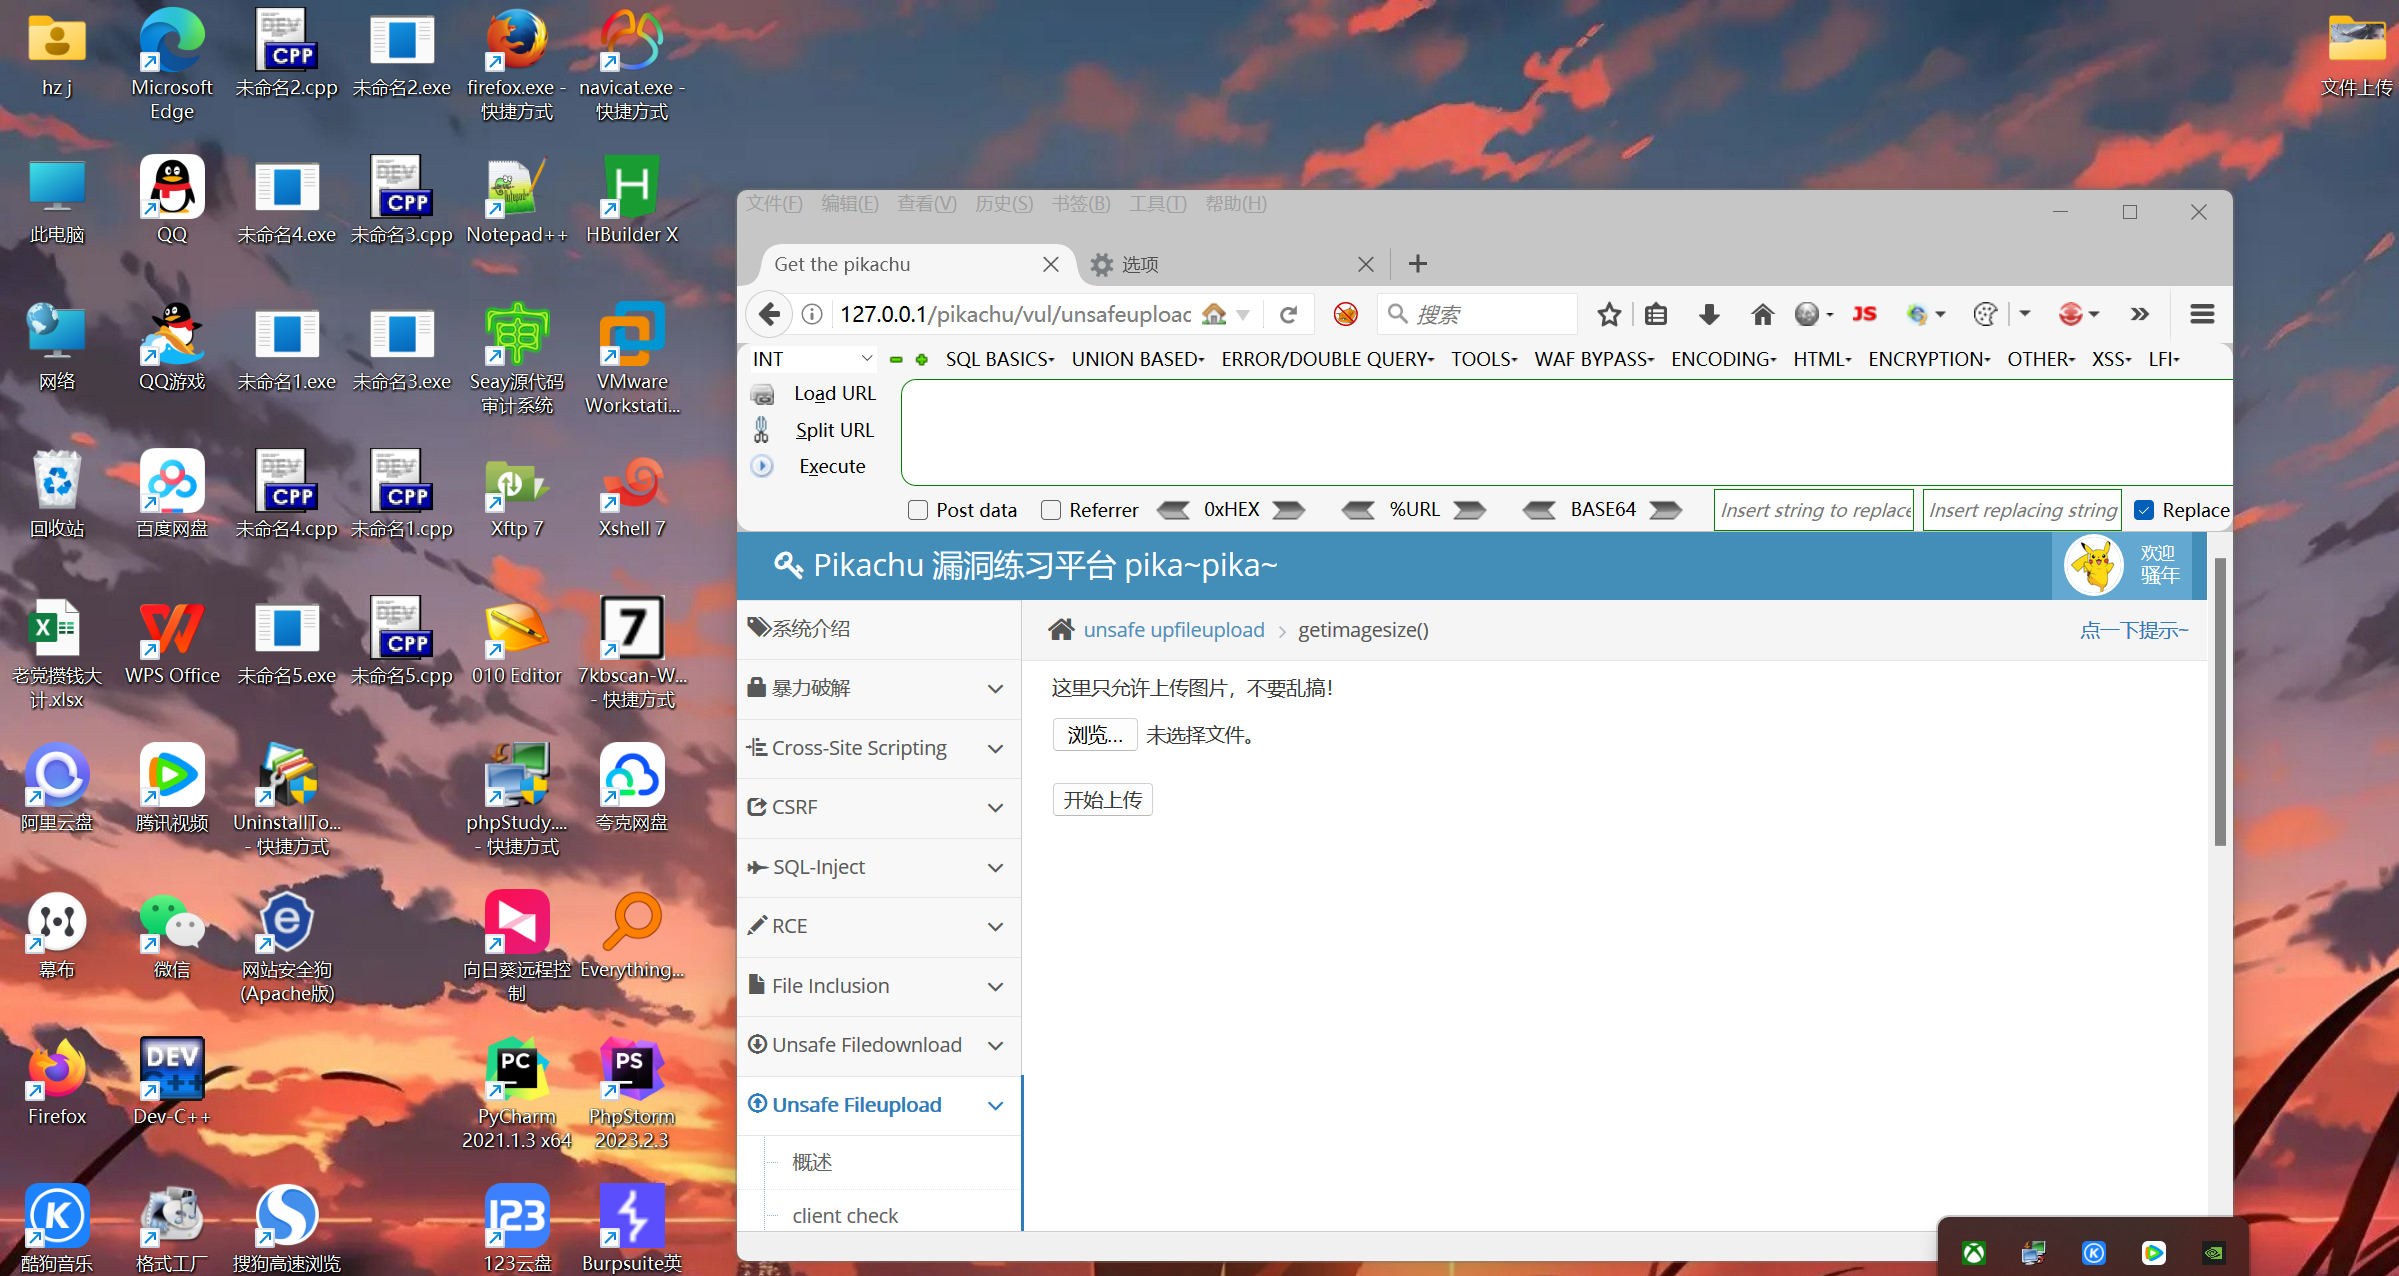 hz j
Microsoft
Edge
未命名2.cpp
未命名2.exe
firefox.exe -
快捷方式
navicat.exe -
快捷方式
文件上传
此电脑
QQ
未命名4.exe
未命名3.cpp
Notepad++
HBuilder X
网络
QQ游戏
未命名1.exe
未命名3.exe
Seay源代码
审计系统
VMware
Workstati...
回收站
百度网盘
未命名4.cpp
未命名1.cpp
Xftp 7
Xshell 7
老党攒钱大
计.xlsx
WPS Office
未命名5.exe
未命名5.cpp
010 Editor
7kbscan-W...
- 快捷方式
阿里云盘
腾讯视频
UninstallTo...
- 快捷方式
phpStudy....
- 快捷方式
夸克网盘
幕布
微信
网站安全狗
(Apache版)
向日葵远程控
制
Everything...
Firefox
Dev-C++
PyCharm
2021.1.3 x64
PhpStorm
2023.2.3
酷狗音乐
格式工厂
搜狗高速浏览
123云盘
Burpsuite英
文件(F) 编辑(E) 查看(V) 历史(S) 书签(B) 工具(T) 帮助(H)
Get the pikachu
选项
127.0.0.1/pikachu/vul/unsafeuploac
搜索
JS
INT
SQL BASICS UNION BASED ERROR/DOUBLE QUERY TOOLS WAF BYPASS ENCODING HTML ENCRYPTION OTHER XSS LFI
Load URL
Split URL
Execute
Post data Referrer 0xHEX %URL BASE64 Insert string to replace Insert replacing string Replace
Pikachu 漏洞练习平台 pika~pika~
欢迎
骚年
系统介绍
暴力破解
Cross-Site Scripting
CSRF
SQL-Inject
RCE
File Inclusion
Unsafe Filedownload
Unsafe Fileupload
概述
client check
unsafe upfileupload > getimagesize()
点一下提示~
这里只允许上传图片，不要乱搞！
浏览... 未选择文件。
开始上传